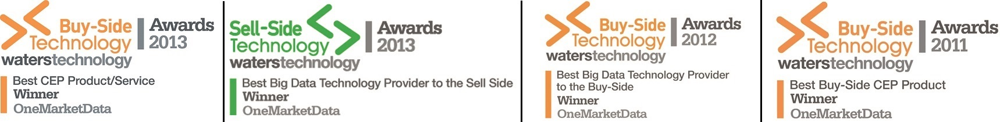 Buy-Side
Technology
Awards
2013
waterstechnology
Best CEP Product/Service
Winner
OneMarketData
Sell-Side
Technology
Awards
2013
waterstechnology
Best Big Data Technology Provider to the Sell Side
Winner
OneMarketData
Buy-Side
Technology
Awards
2012
waterstechnology
Best Big Data Technology Provider
to the Buy-Side
Winner
OneMarketData
Buy-Side
Technology
Awards
2011
waterstechnology
Best Buy-Side CEP Product
Winner
OneMarketData